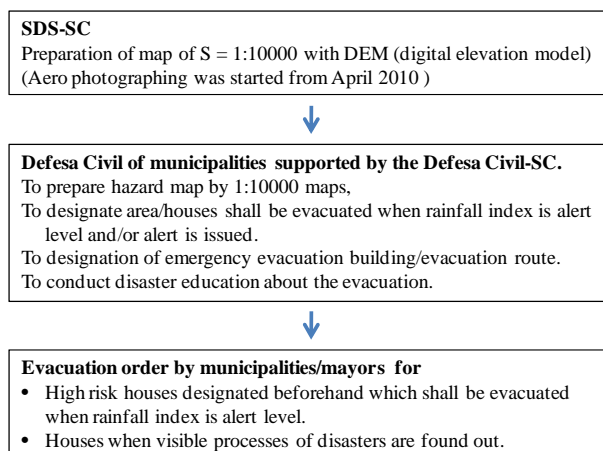 SDS-SC
Preparation of map of S = 1:10000 with DEM (digital elevation model)
(Aero photographing was started from April 2010 )
Defesa Civil of municipalities supported by the Defesa Civil-SC.
To prepare hazard map by 1:10000 maps,
To designate area/houses shall be evacuated when rainfall index is alert
level and/or alert is issued.
To designation of emergency evacuation building/evacuation route.
To conduct disaster education about the evacuation.
Evacuation order by municipalities/mayors for
• High risk houses designated beforehand which shall be evacuated
when rainfall index is alert level.
• Houses when visible processes of disasters are found out.